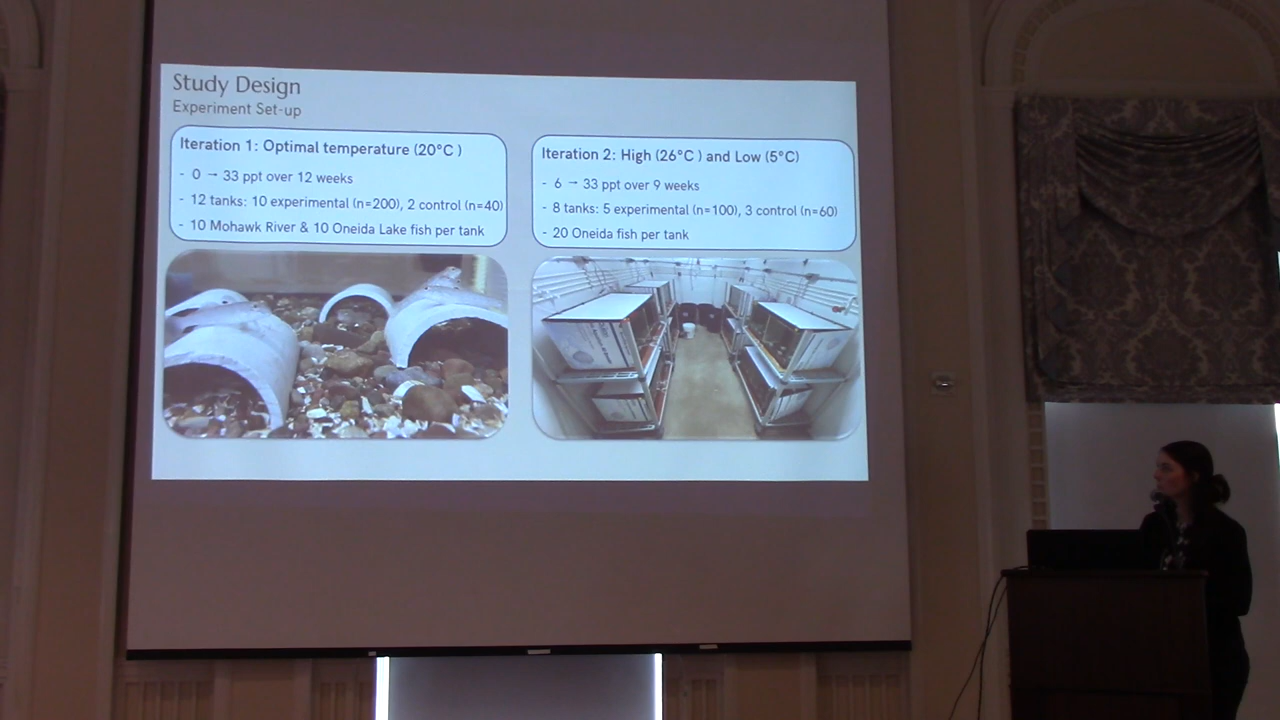 Study Design
Experiment Set-up
Iteration 1: Optimal temperature (20°C )
- 0 → 33 ppt over 12 weeks
- 12 tanks: 10 experimental (n=200), 2 control (n=40)
- 10 Mohawk River & 10 Oneida Lake fish per tank
Iteration 2: High (26°C ) and Low (5°C)
- 6 → 33 ppt over 9 weeks
- 8 tanks: 5 experimental (n=100), 3 control (n=60)
- 20 Oneida fish per tank